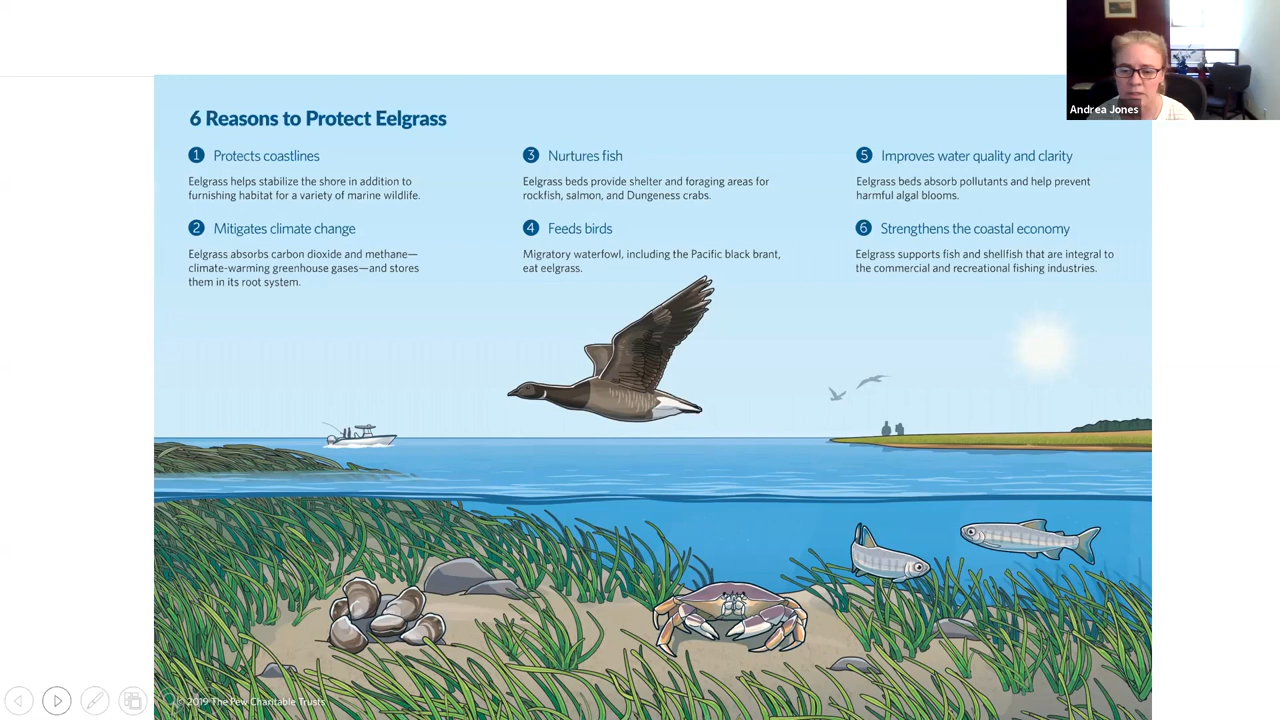 Andrea Jones
6 Reasons to Protect Eelgrass
1 Protects coastlines
Eelgrass helps stabilize the shore in addition to
furnishing habitat for a variety of marine wildlife.
2 Mitigates climate change
Eelgrass absorbs carbon dioxide and methane—
climate-warming greenhouse gases—and stores
them in its root system.
3 Nurtures fish
Eelgrass beds provide shelter and foraging areas for
rockfish, salmon, and Dungeness crabs.
4 Feeds birds
Migratory waterfowl, including the Pacific black brant,
eat eelgrass.
5 Improves water quality and clarity
Eelgrass beds absorb pollutants and help prevent
harmful algal blooms.
6 Strengthens the coastal economy
Eelgrass supports fish and shellfish that are integral to
the commercial and recreational fishing industries.
© 2019 The Pew Charitable Trusts